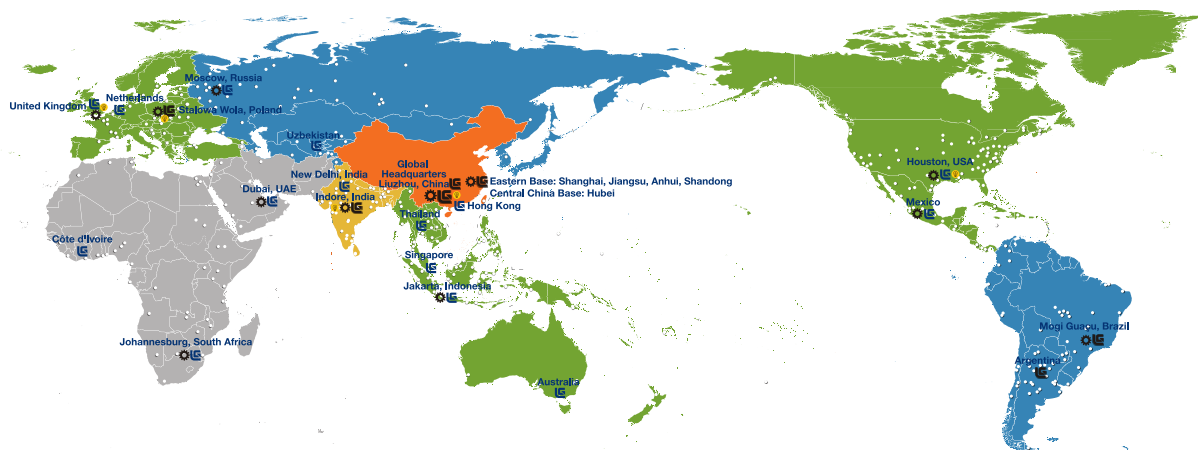 Moscow, Russia
Netherlands
United Kingdom
Stalowa Wola, Poland
Uzbekistan
Global
Headquarters
Liuzhou, China
Eastern Base: Shanghai, Jiangsu, Anhui, Shandong
Central China Base: Hubei
Hong Kong
New Delhi, India
Indore, India
Dubai, UAE
Thailand
Côte d'Ivoire
Singapore
Jakarta, Indonesia
Johannesburg, South Africa
Australia
Houston, USA
Mexico
Mogi Guaçu, Brazil
Argentina